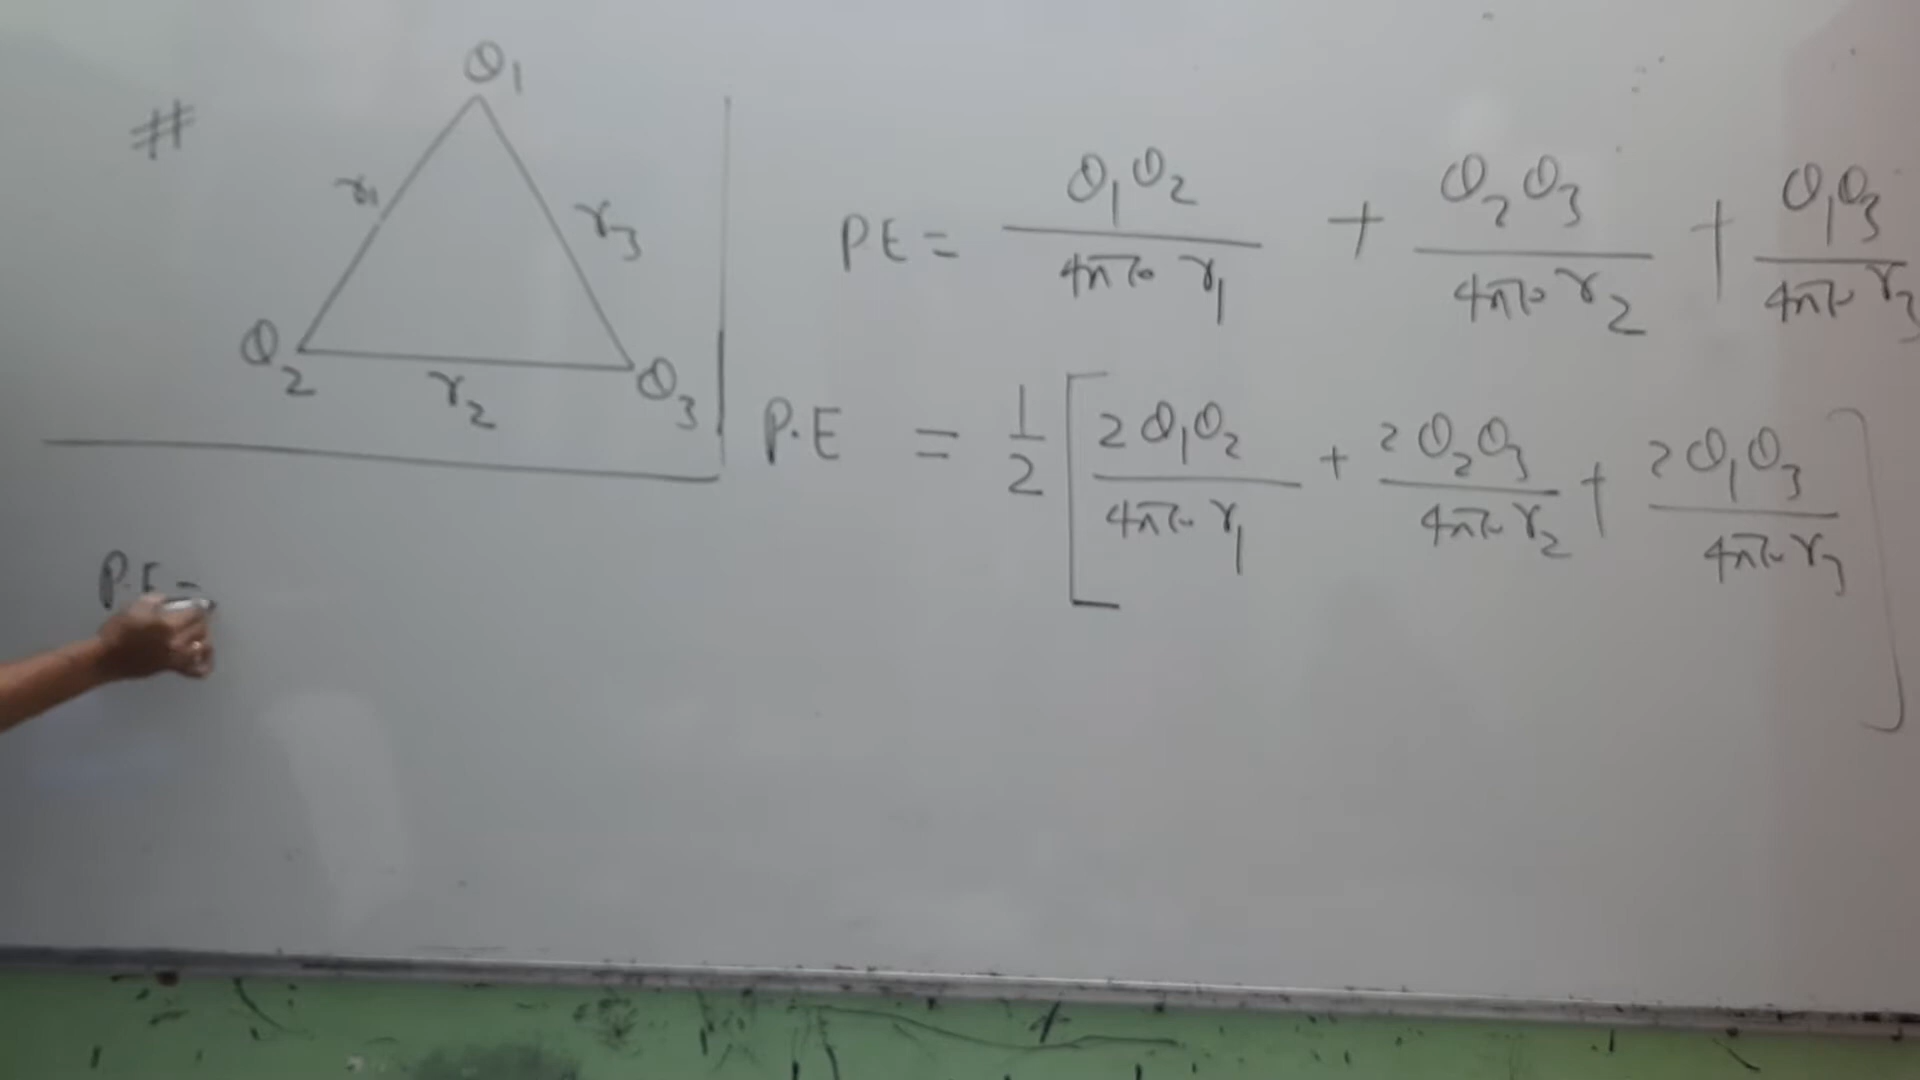 #
Q₁
r₁
r₃
Q₂
r₂
Q₃
PE = Q₁Q₂ / 4πε₀ r₁ + Q₂Q₃ / 4πε₀ r₂ + Q₁Q₃ / 4πε₀ r₃
P.E = 1/2 [ 2Q₁Q₂ / 4πε₀ r₁ + 2Q₂Q₃ / 4πε₀ r₂ + 2Q₁Q₃ / 4πε₀ r₃ ]
P.E =